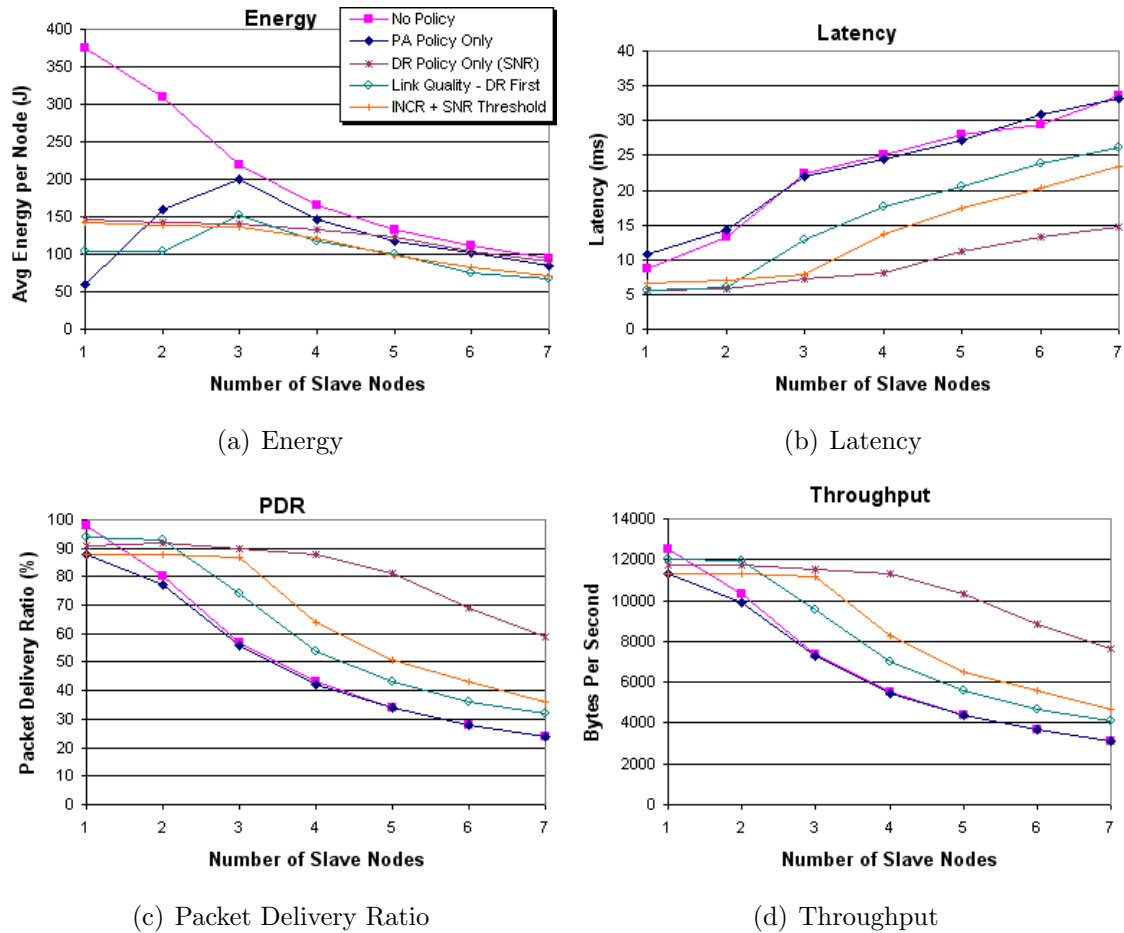 Energy
No Policy
PA Policy Only
DR Policy Only (SNR)
Link Quality - DR First
INCR + SNR Threshold
Avg Energy per Node (J)
400
350
300
250
200
150
100
50
0
1 2 3 4 5 6 7
Number of Slave Nodes
(a) Energy
Latency
Latency (ms)
40
35
30
25
20
15
10
5
0
1 2 3 4 5 6 7
Number of Slave Nodes
(b) Latency
PDR
Packet Delivery Ratio (%
100
90
80
70
60
50
40
30
20
10
0
1 2 3 4 5 6 7
Number of Slave Nodes
(c) Packet Delivery Ratio
Throughput
Bytes Per Second
14000
12000
10000
8000
6000
4000
2000
0
1 2 3 4 5 6 7
Number of Slave Nodes
(d) Throughput